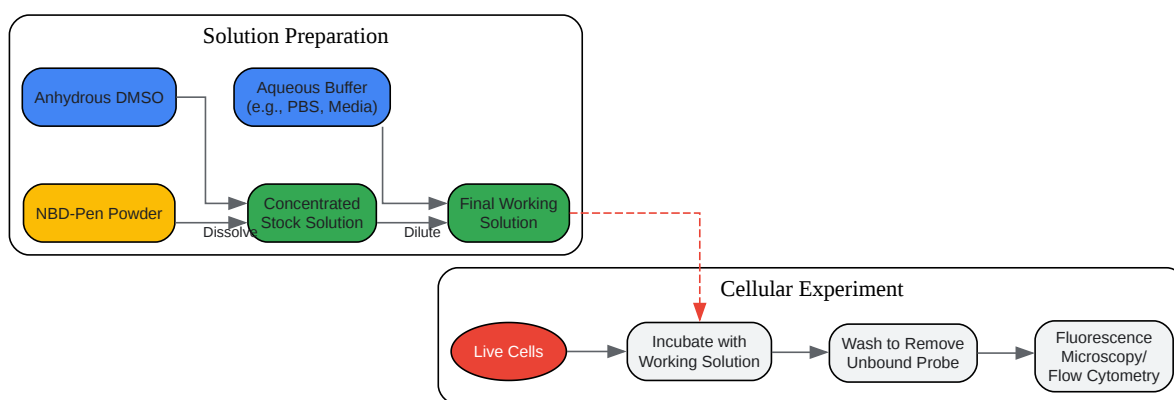 Solution Preparation
Anhydrous DMSO
Aqueous Buffer
(e.g., PBS, Media)
NBD-Pen Powder
Dissolve
Concentrated
Stock Solution
Dilute
Final Working
Solution
Cellular Experiment
Live Cells
Incubate with
Working Solution
Wash to Remove
Unbound Probe
Fluorescence
Microscopy/
Flow Cytometry